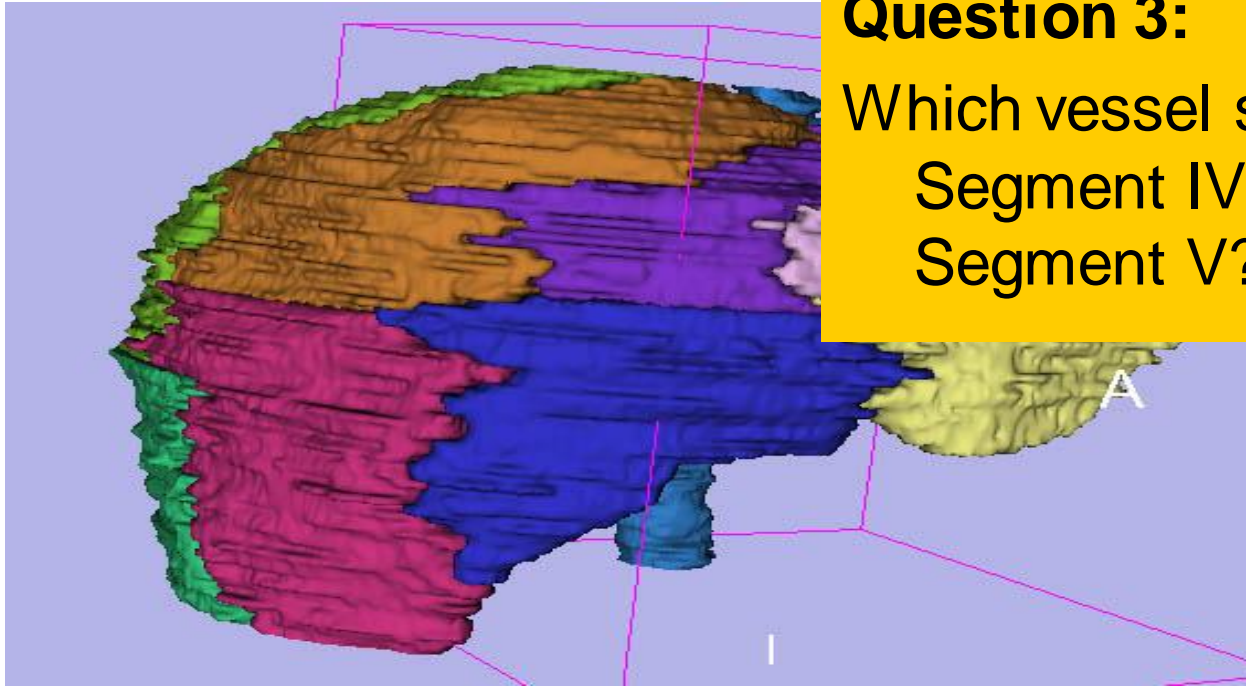 Question 3:
Which vessel s
Segment IV
Segment V?
A
I